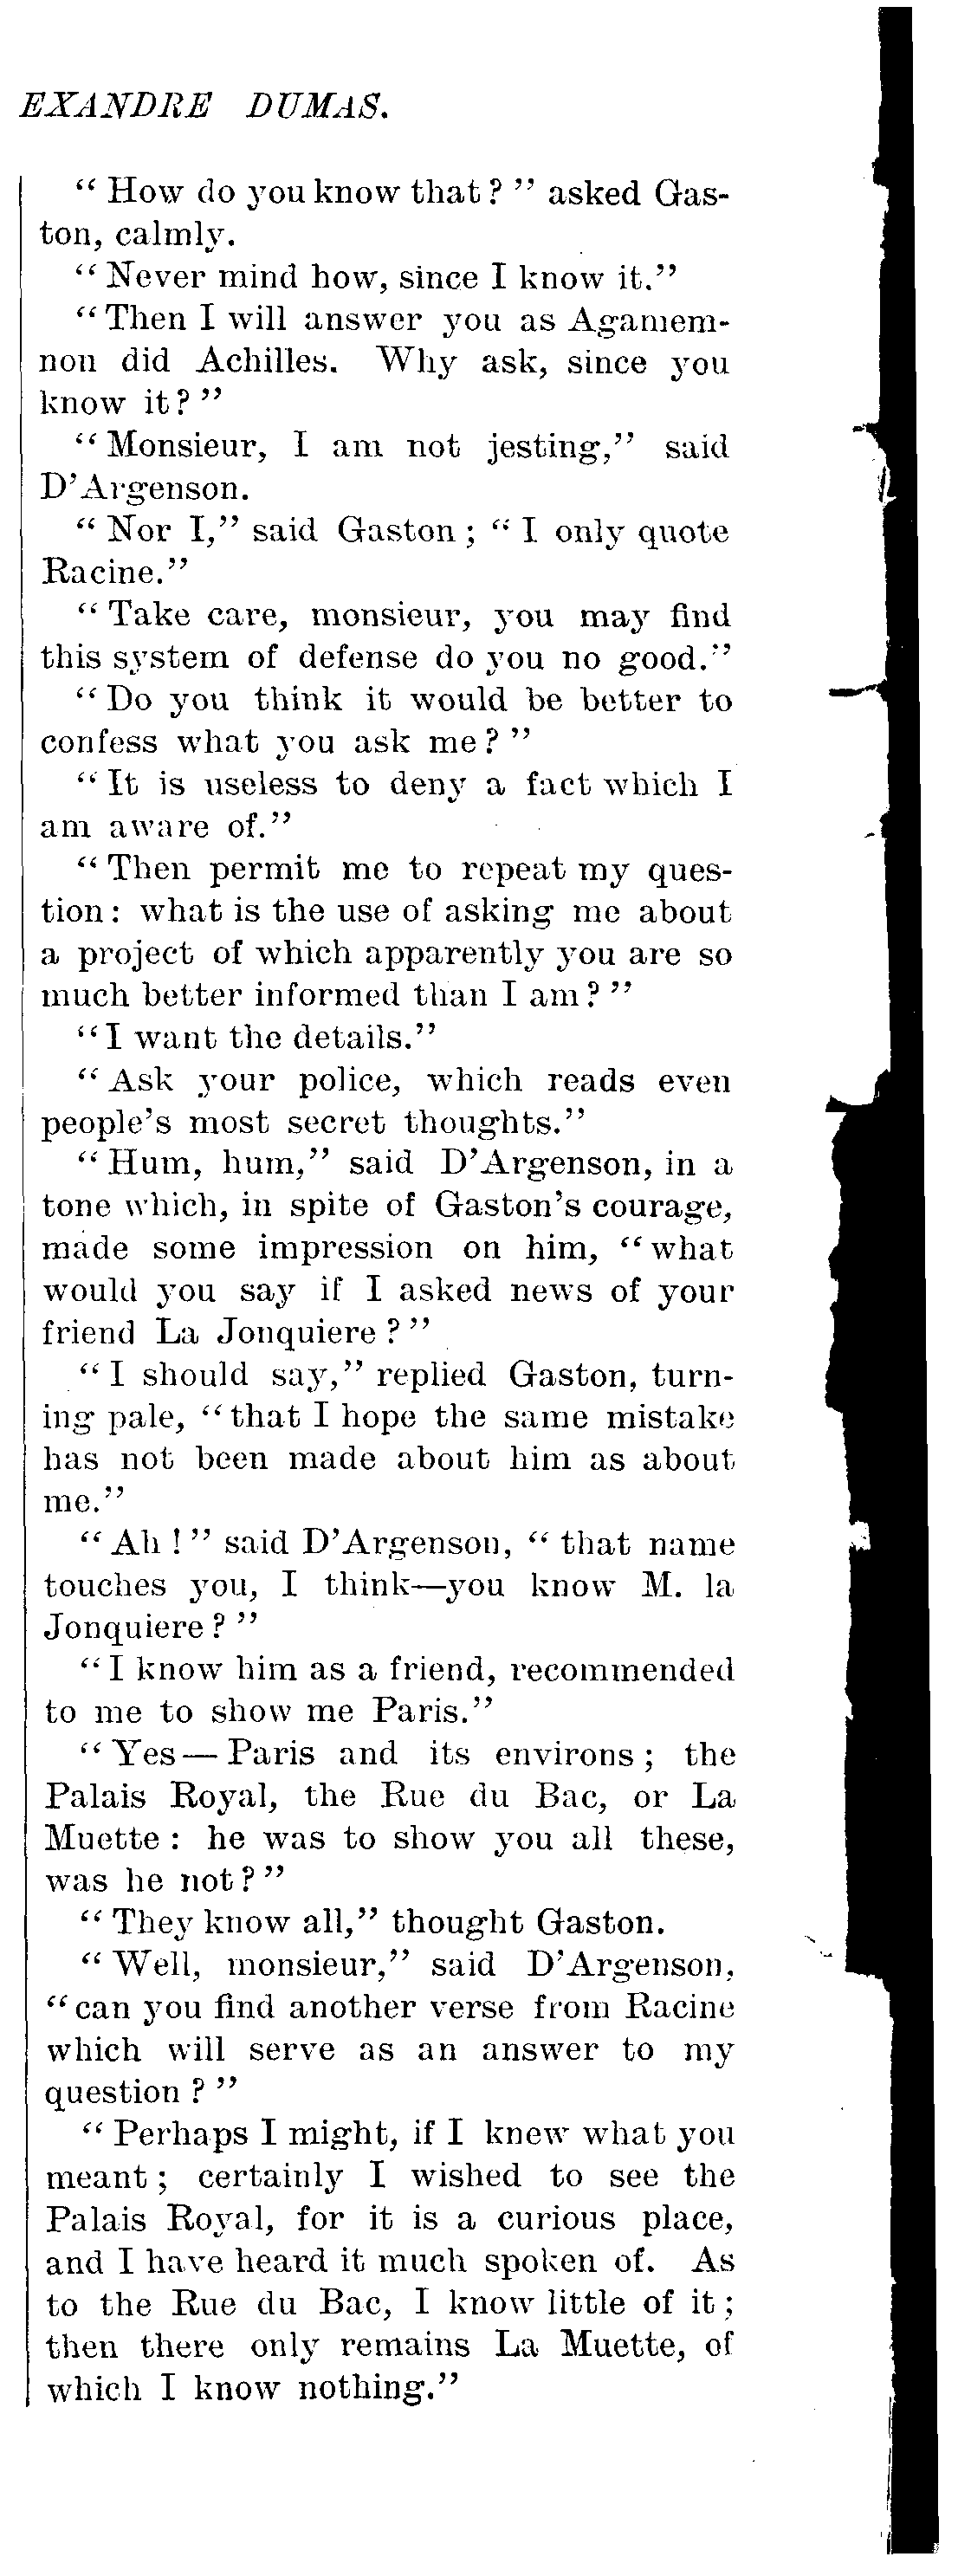 EXANDRE DUMAS.
“ How do you know that ? ” asked Gas-
ton, calmly.
“ Never mind how, since I know it.”
“ Then I will answer you as Agamem-
non did Achilles. Why ask, since you
know it ? ”
“ Monsieur, I am not jesting,” said
D’Argenson.
“ Nor I,” said Gaston ; “ I only quote
Racine.”
“ Take care, monsieur, you may find
this system of defense do you no good.”
“ Do you think it would be better to
confess what you ask me ? ”
“ It is useless to deny a fact which I
am aware of.”
“ Then permit me to repeat my ques-
tion : what is the use of asking me about
a project of which apparently you are so
much better informed than I am ? ”
“ I want the details.”
“ Ask your police, which reads even
people’s most secret thoughts.”
“ Hum, hum,” said D’Argenson, in a
tone which, in spite of Gaston’s courage,
made some impression on him, “ what
would you say if I asked news of your
friend La Jonquiere ? ”
“ I should say,” replied Gaston, turn-
ing pale, “ that I hope the same mistake
has not been made about him as about
me.”
“ Ah ! ” said D’Argenson, “ that name
touches you, I think—you know M. la
Jonquiere ? ”
“ I know him as a friend, recommended
to me to show me Paris.”
“ Yes — Paris and its environs ; the
Palais Royal, the Rue du Bac, or La
Muette : he was to show you all these,
was he not ? ”
“ They know all,” thought Gaston.
“ Well, monsieur,” said D’Argenson,
“ can you find another verse from Racine
which will serve as an answer to my
question ? ”
“ Perhaps I might, if I knew what you
meant ; certainly I wished to see the
Palais Royal, for it is a curious place,
and I have heard it much spoken of. As
to the Rue du Bac, I know little of it ;
then there only remains La Muette, of
which I know nothing.”